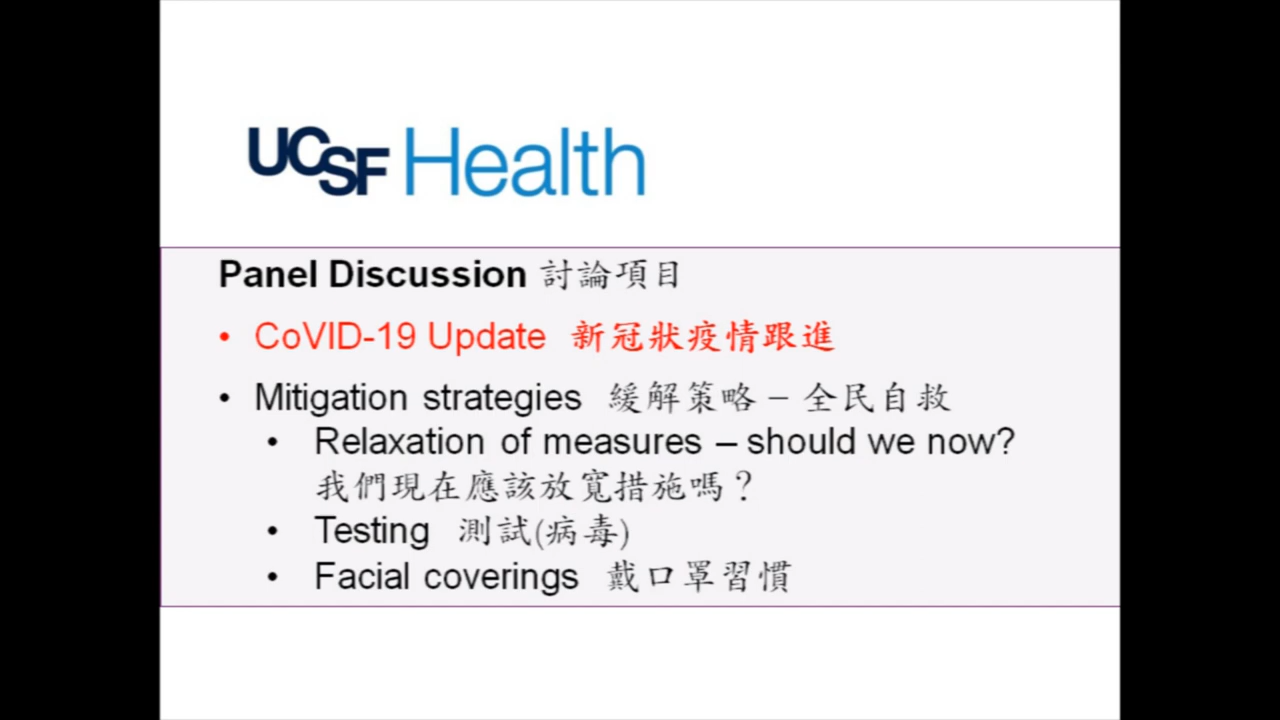 UCSF Health
Panel Discussion 討論項目
• CoVID-19 Update 新冠狀疫情跟進
• Mitigation strategies 緩解策略 – 全民自救
• Relaxation of measures – should we now?
我們現在應該放寬措施嗎？
• Testing 測試(病毒)
• Facial coverings 戴口罩習慣